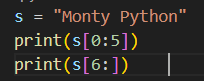 s = "Monty Python"
print(s[0:5])
print(s[6:])